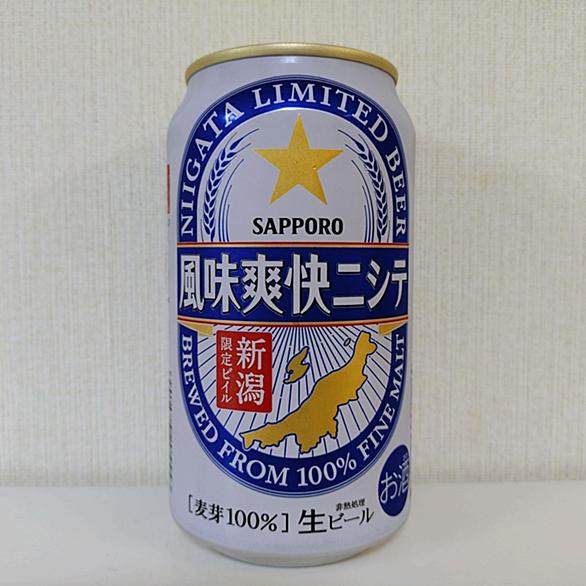 NIIGATA LIMITED BEER
SAPPORO
風味爽快ニシテ
新潟
限定ビイル
BREWED FROM 100% FINE MALT
お酒
[麦芽100%] 生ビール
非熱処理